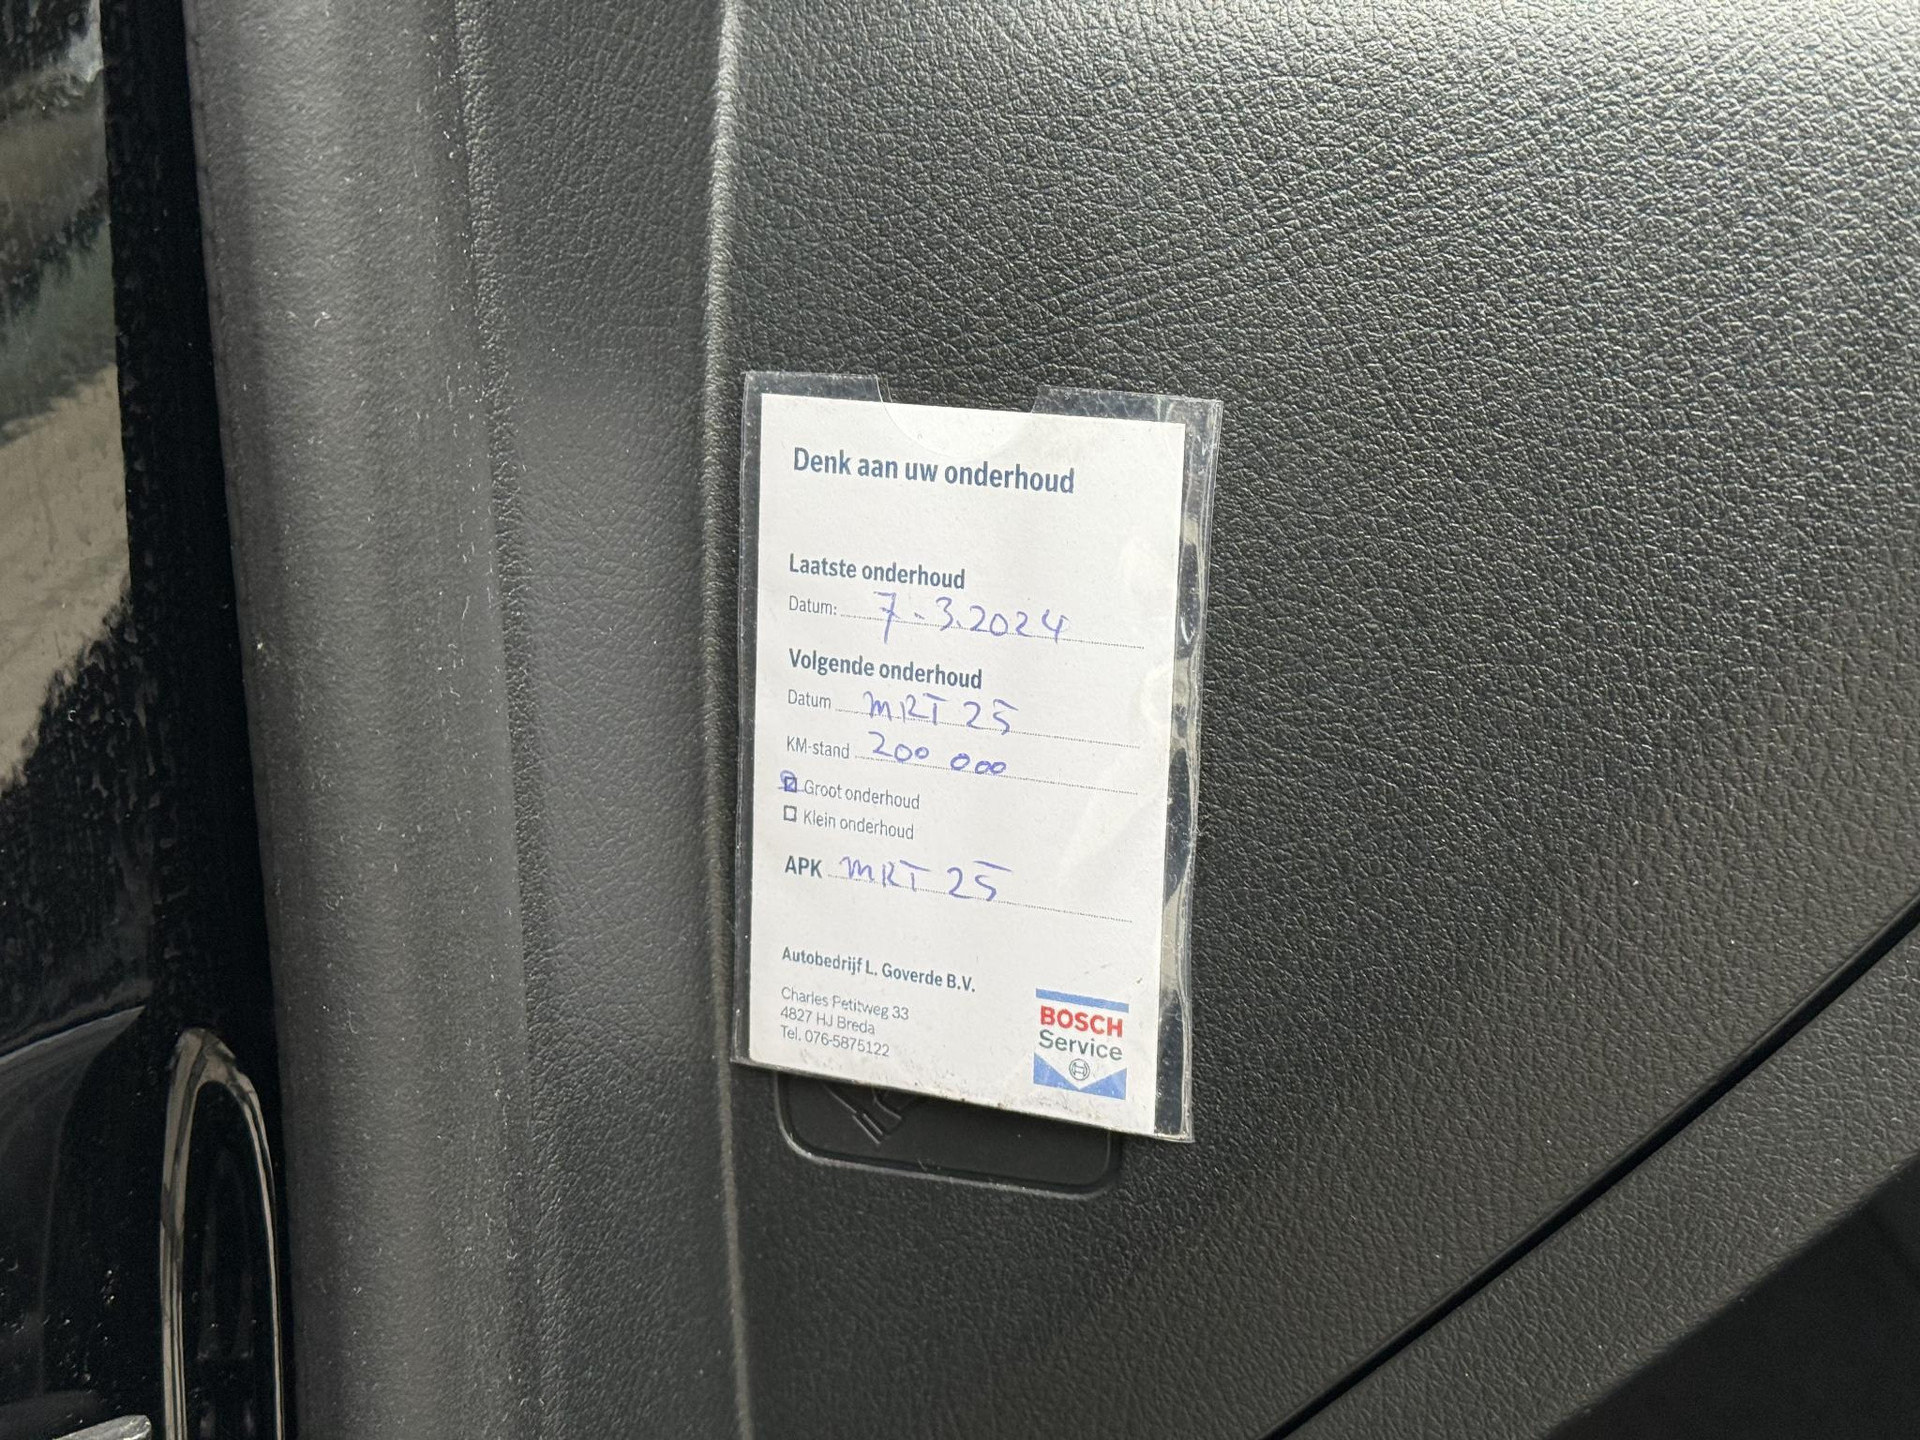 Denk aan uw onderhoud
Laatste onderhoud
Datum: 7-3.2024
Volgende onderhoud
Datum MRT 25
KM-stand 200 000
Groot onderhoud
Klein onderhoud
APK MRT 25
Autobedrijf L. Goverde B.V.
Charles Petitweg 33
4827 HJ Breda
Tel. 076-5875122
BOSCH
Service